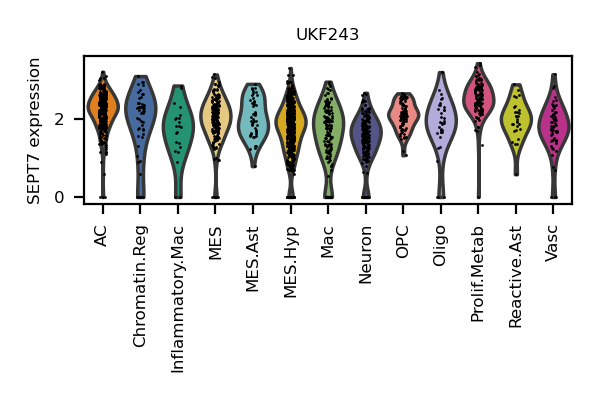 UKF243
SEPT7 expression
2
0
AC
Chromatin.Reg
Inflammatory.Mac
MES
MES.Ast
MES.Hyp
Mac
Neuron
OPC
Oligo
Prolif.Metab
Reactive.Ast
Vasc